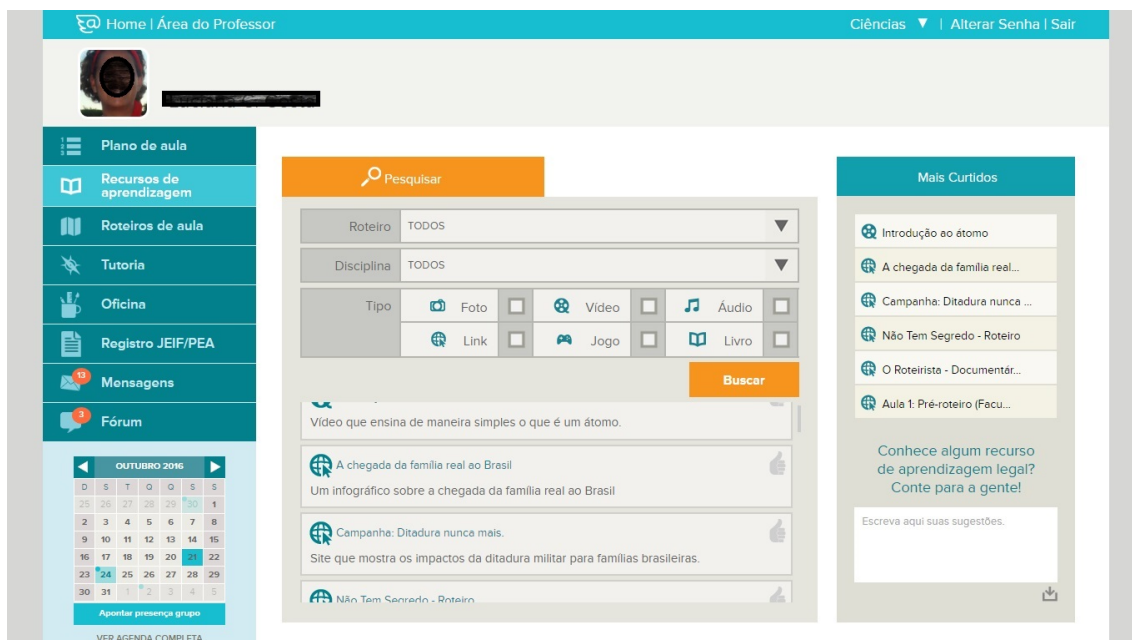 Home | Área do Professor
Ciências ▼ | Alterar Senha | Sair
Plano de aula
Recursos de
aprendizagem
Roteiros de aula
Tutoria
Oficina
Registro JEIF/PEA
13
Mensagens
3
Fórum
OUTUBRO 2016
D S T Q Q S S
25 26 27 28 29 30 1
2 3 4 5 6 7 8
9 10 11 12 13 14 15
16 17 18 19 20 21 22
23 24 25 26 27 28 29
30 31 1 2 3 4 5
Apontar presença grupo
VER AGENDA COMPLETA
Pesquisar
Roteiro TODOS
Disciplina TODOS
Tipo Foto Vídeo Áudio
Link Jogo Livro
Buscar
Vídeo que ensina de maneira simples o que é um átomo.
A chegada da família real ao Brasil
Um infográfico sobre a chegada da família real ao Brasil
Campanha: Ditadura nunca mais.
Site que mostra os impactos da ditadura militar para famílias brasileiras.
Não Tem Segredo - Roteiro
Mais Curtidos
Introdução ao átomo
A chegada da família real...
Campanha: Ditadura nunca ...
Não Tem Segredo - Roteiro
O Roteirista - Documentár...
Aula 1: Pré-roteiro (Facu...
Conhece algum recurso
de aprendizagem legal?
Conte para a gente!
Escreva aqui suas sugestões.